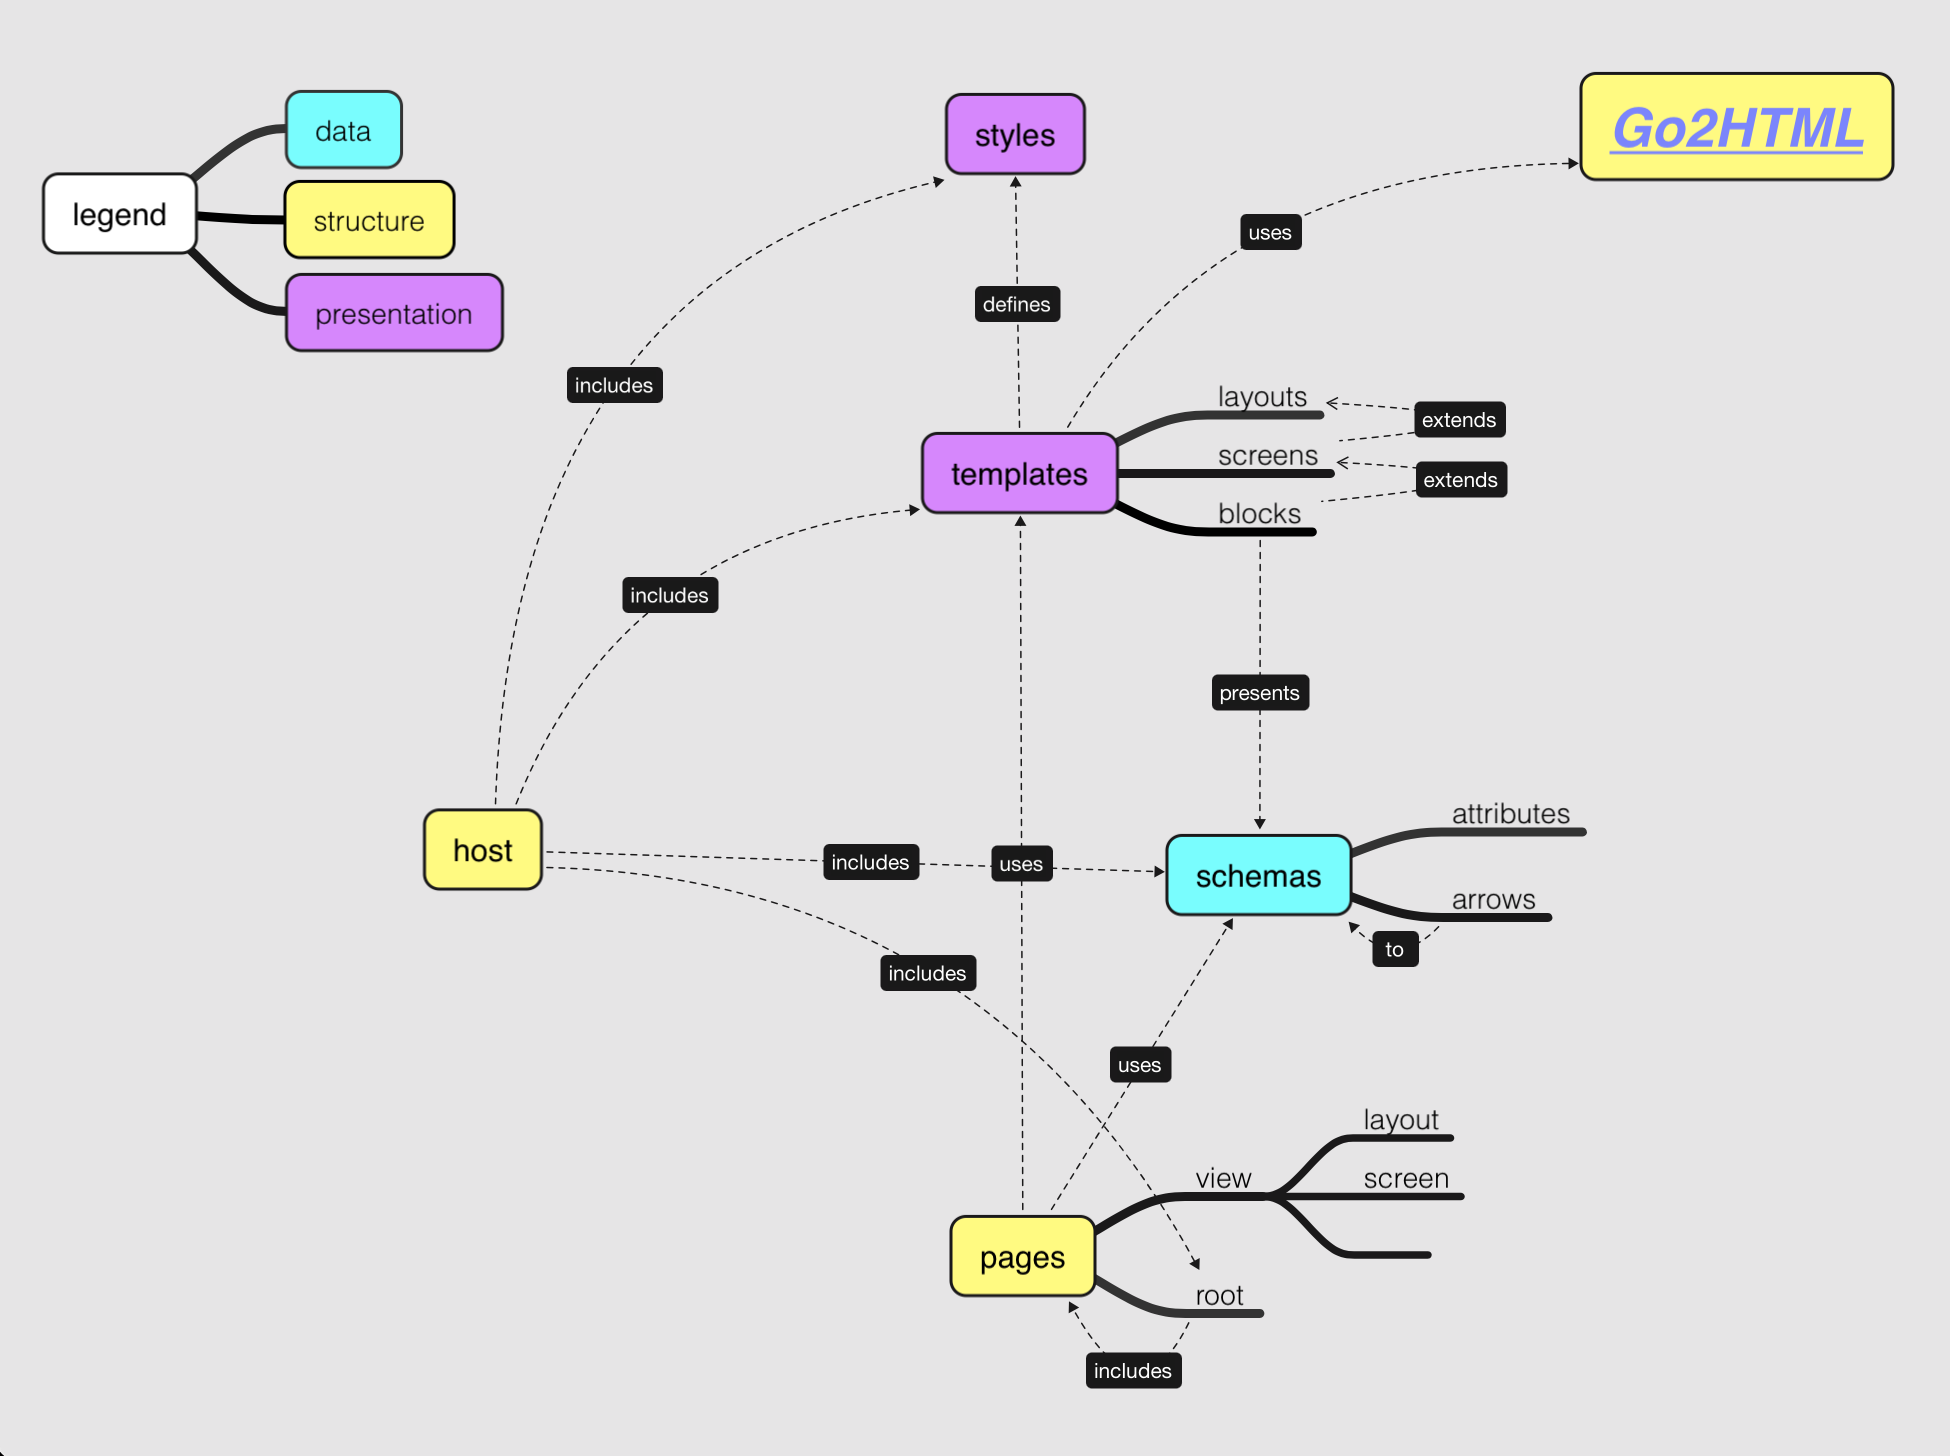 data
structure
presentation
legend
styles
Go2HTML
uses
defines
includes
layouts
extends
screens
extends
templates
blocks
includes
presents
host
includes
uses
schemas
attributes
arrows
to
includes
uses
layout
view
screen
pages
root
includes